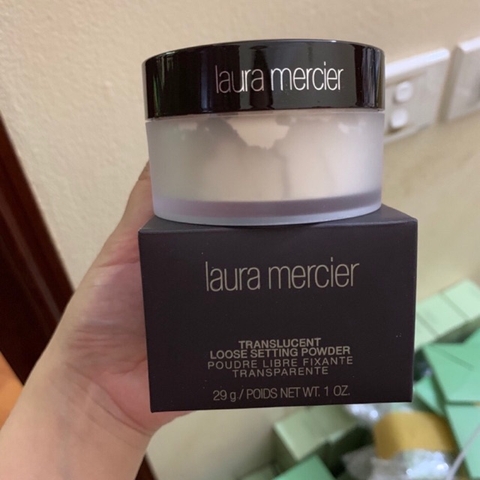 laura mercier
laura mercier
TRANSLUCENT
LOOSE SETTING POWDER
POUDRE LIBRE FIXANTE
TRANSPARENTE
29 g / POIDS NET WT. 1 OZ.